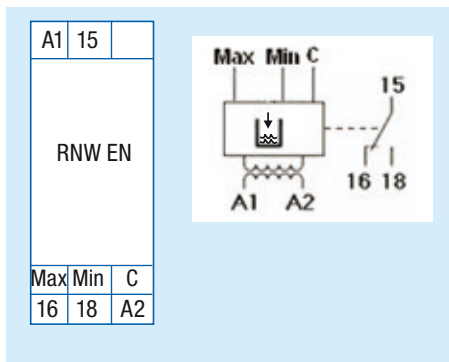 A1 15
RNW EN
Max Min C
16 18 A2
Max Min C
15
16 18
A1 A2